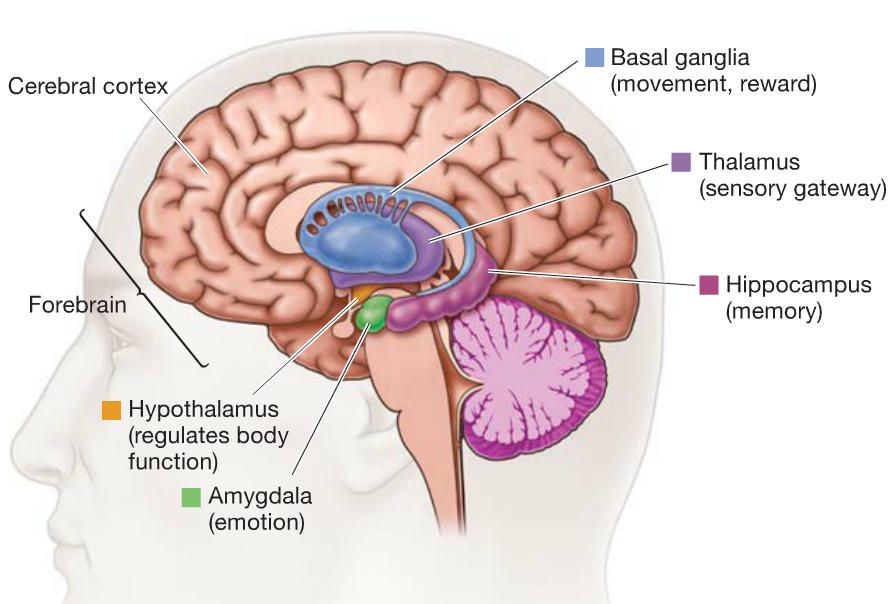 Cerebral cortex
Basal ganglia
(movement, reward)
Thalamus
(sensory gateway)
Forebrain
Hippocampus
(memory)
Hypothalamus
(regulates body
function)
Amygdala
(emotion)